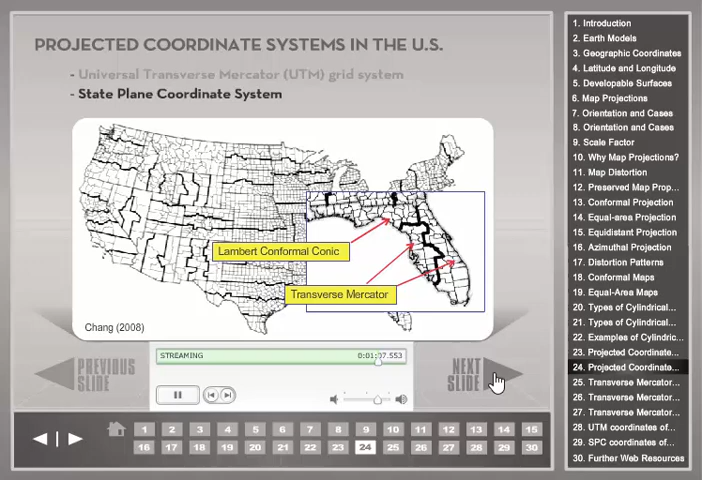 PROJECTED COORDINATE SYSTEMS IN THE U.S.
- Universal Transverse Mercator (UTM) grid system
- State Plane Coordinate System
Lambert Conformal Conic
Transverse Mercator
Chang (2008)
STREAMING
PREVIOUS SLIDE
NEXT SLIDE
1 2 3 4 5 6 7 8 9 10 11 12 13 14 15
16 17 18 19 20 21 22 23 24 25 26 27 28 29 30
1. Introduction
2. Earth Models
3. Geographic Coordinates
4. Latitude and Longitude
5. Developable Surfaces
6. Map Projections
7. Orientation and Cases
8. Orientation and Cases
9. Scale Factor
10. Why Map Projections?
11. Map Distortion
12. Preserved Map Prop...
13. Conformal Projection
14. Equal-area Projection
15. Equidistant Projection
16. Azimuthal Projection
17. Distortion Patterns
18. Conformal Maps
19. Equal-Area Maps
20. Types of Cylindrical...
21. Types of Cylindrical...
22. Examples of Cylindric...
23. Projected Coordinate...
24. Projected Coordinate...
25. Transverse Mercator...
26. Transverse Mercator...
27. Transverse Mercator...
28. UTM coordinates of...
29. SPC coordinates of...
30. Further Web Resources